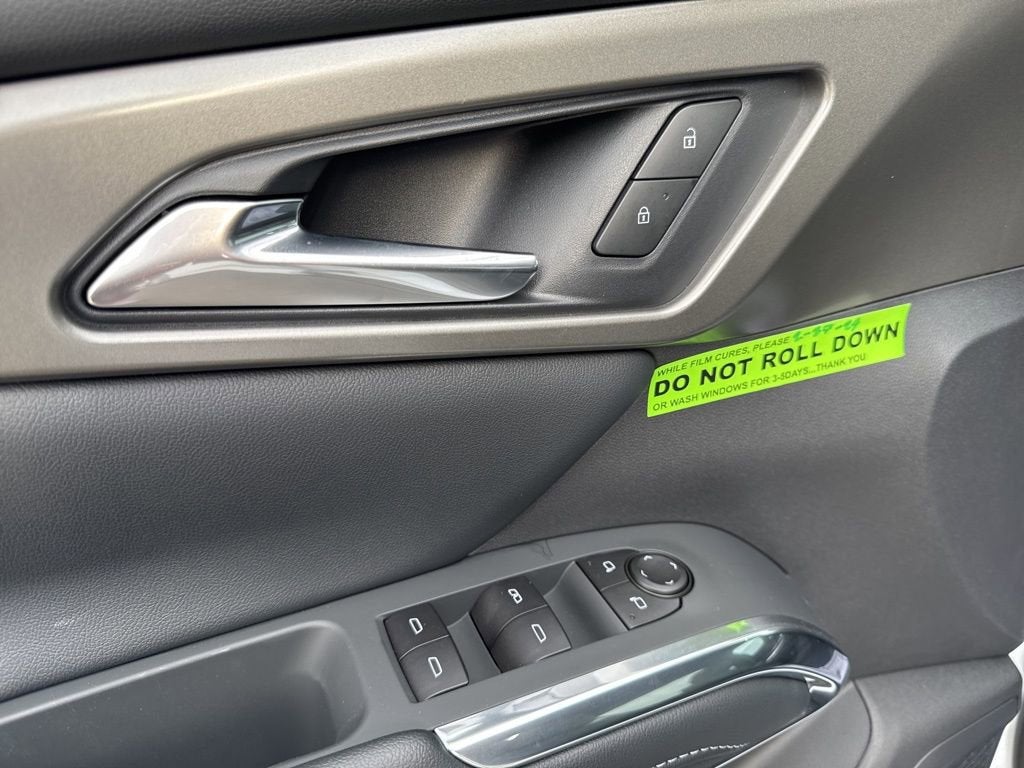 WHILE FILM CURES, PLEASE
DO NOT ROLL DOWN
OR WASH WINDOWS FOR 3-5DAYS...THANK YOU